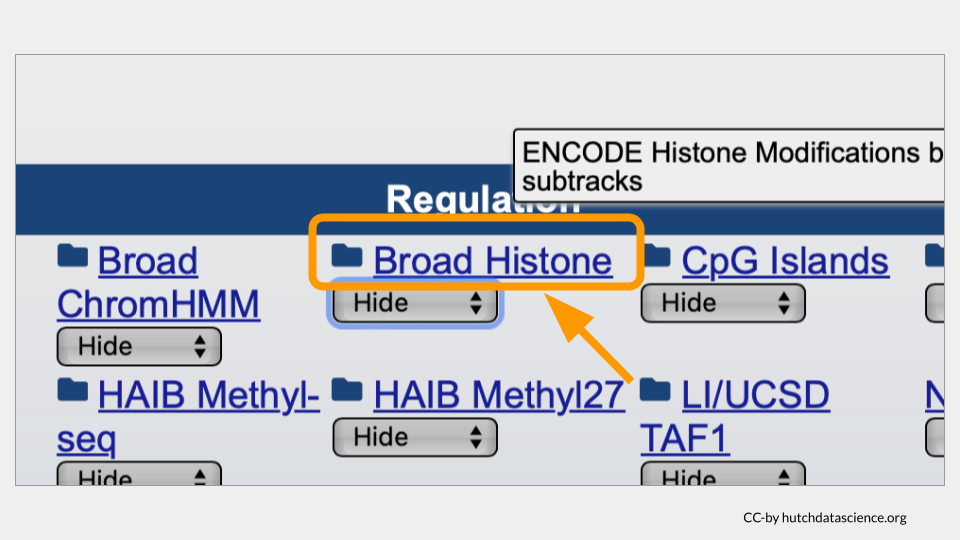 ENCODE Histone Modifications b
subtracks
Regulation
Broad
ChromHMM
Hide
Broad Histone
Hide
CpG Islands
Hide
HAIB Methyl-
seq
Hide
HAIB Methyl27
Hide
LI/UCSD
TAF1
Hide
N
CC-by hutchdatascience.org